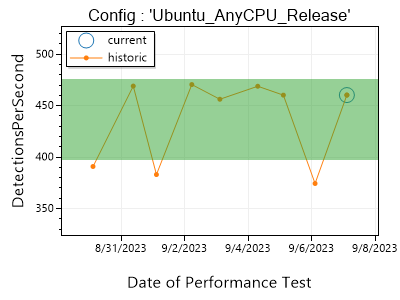 Config : 'Ubuntu_AnyCPU_Release'
current
historic
DetectionsPerSecond
500
450
400
350
8/31/2023
9/2/2023
9/4/2023
9/6/2023
9/8/2023
Date of Performance Test